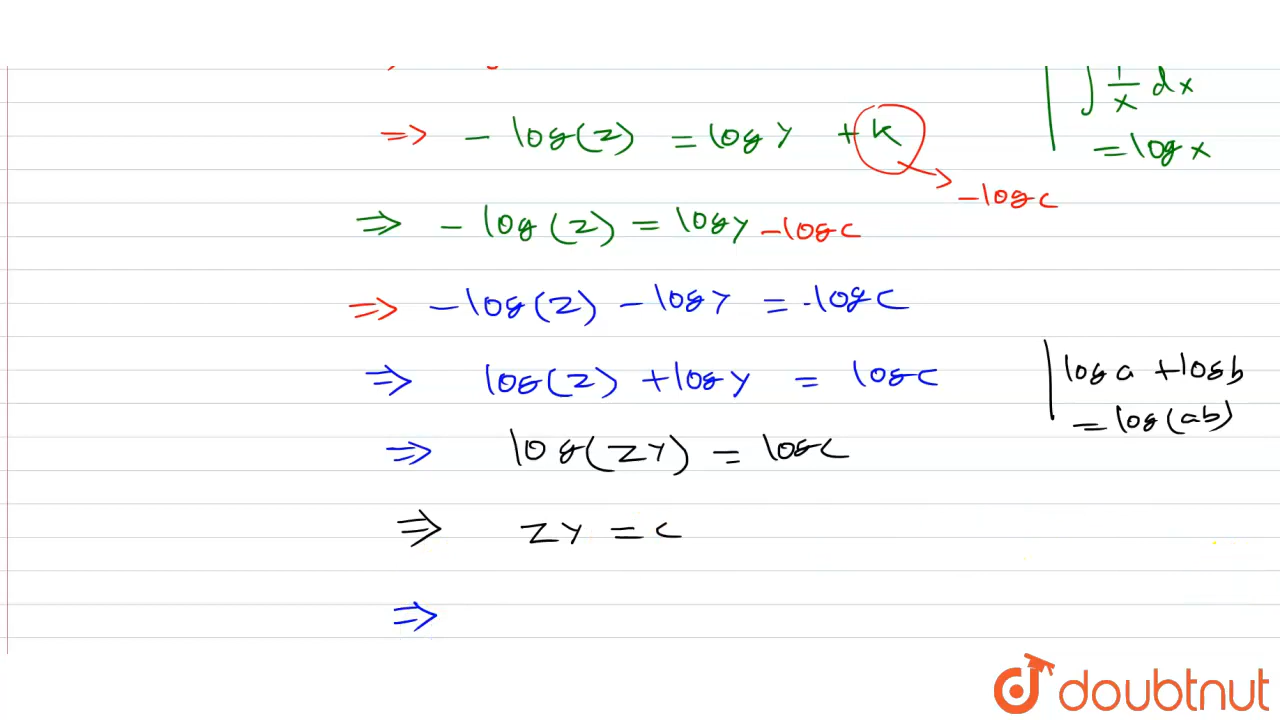 ∫ 1/x dx
= log x
⇒ - log(z) = log y + k
- log c
⇒ - log(z) = log y - log c
⇒ - log(z) - log y = - log c
⇒ log(z) + log y = log c
log a + log b
= log(ab)
⇒ log(zy) = log c
⇒ zy = c
⇒
doubtnut